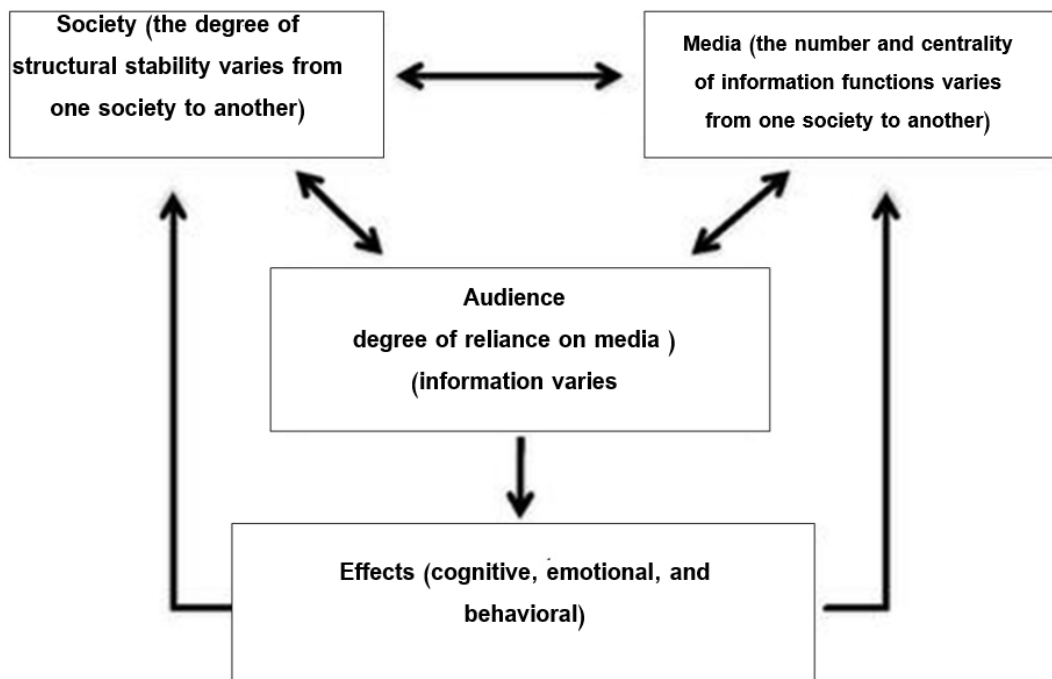 Society (the degree of
structural stability varies from
one society to another)
Media (the number and centrality
of information functions varies
from one society to another)
Audience
degree of reliance on media )
(information varies
Effects (cognitive, emotional, and
behavioral)